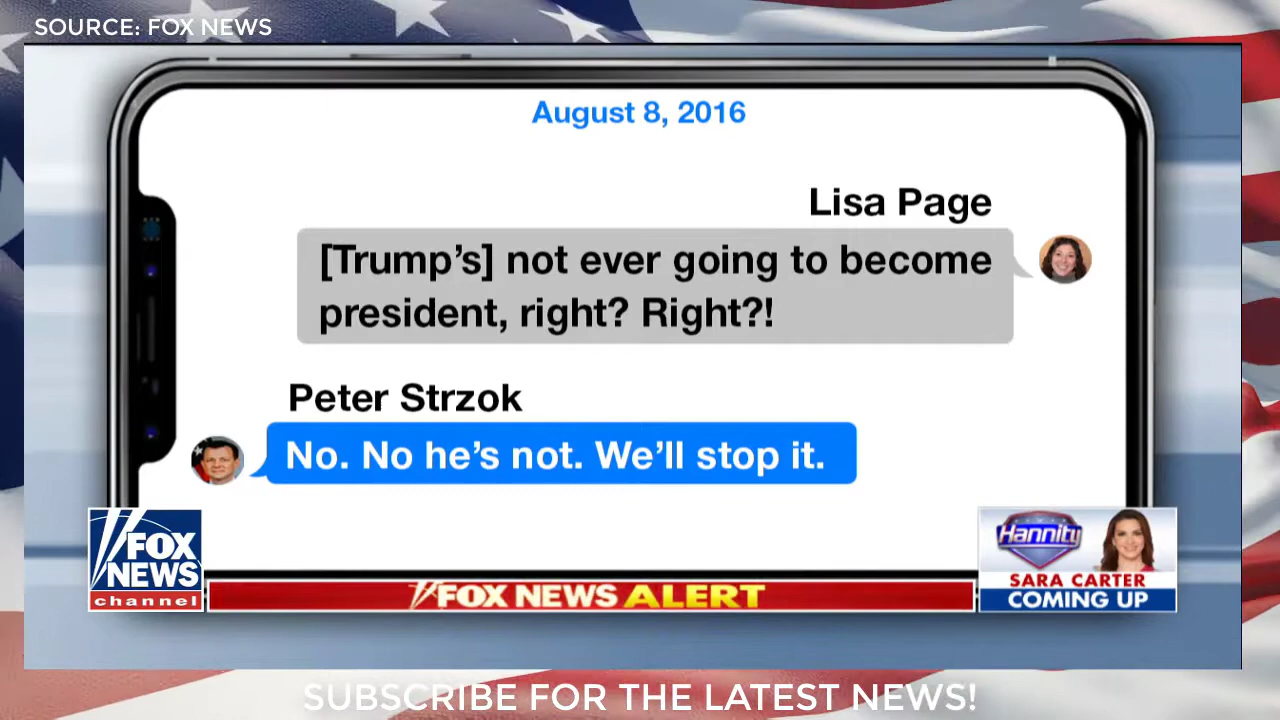 SOURCE: FOX NEWS
August 8, 2016
Lisa Page
[Trump's] not ever going to become
president, right? Right?!
Peter Strzok
No. No he's not. We'll stop it.
FOX
NEWS
channel
FOX NEWS ALERT
Hannity
SARA CARTER
COMING UP
SUBSCRIBE FOR THE LATEST NEWS!